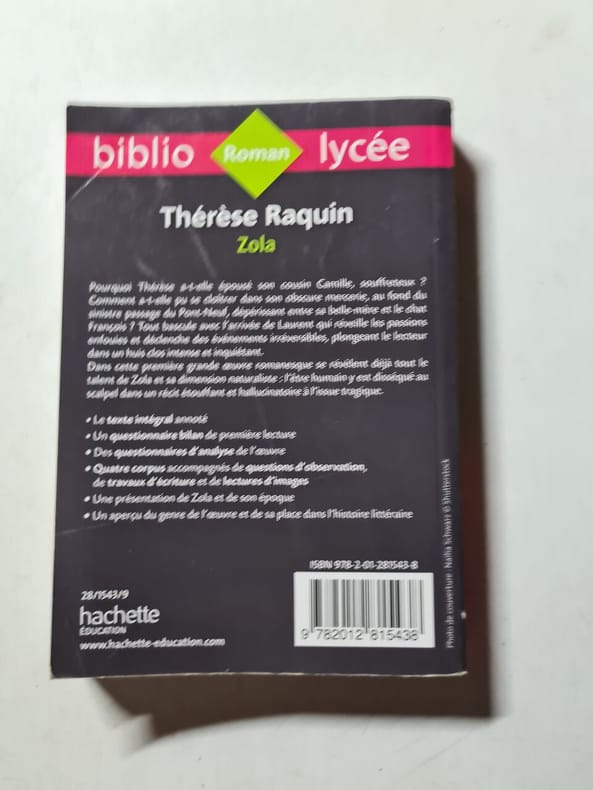 biblio Roman lycée
Thérèse Raquin
Zola
Pourquoi Thérèse a-t-elle épousé son cousin Camille, souffreteux ?
Comment a-t-elle pu se cloîtrer dans son obscure mercerie, au fond du
sinistre passage du Pont-Neuf, dépérissant entre sa belle-mère et le chat
François ? Tout bascule avec l'arrivée de Laurent qui réveille les passions
enfouies et déclenche des événements irréversibles, plongeant le lecteur
dans un huis clos intense et inquiétant.
Dans cette première grande œuvre romanesque se révèlent déjà tout le
talent de Zola et sa dimension naturaliste : l'être humain y est disséqué au
scalpel dans un récit étouffant et hallucinatoire à l'issue tragique.
• Le texte intégral annoté
• Un questionnaire bilan de première lecture
• Des questionnaires d'analyse de l'œuvre
• Quatre corpus accompagnés de questions d'observation,
de travaux d'écriture et de lectures d'images
• Une présentation de Zola et de son époque
• Un aperçu du genre de l'œuvre et de sa place dans l'histoire littéraire
ISBN 978-2-01-281543-8
28/1543/9
hachette
ÉDUCATION
www.hachette-education.com
9 782012 815438
Photo de couverture : Nailia Schwarz © Shutterstock